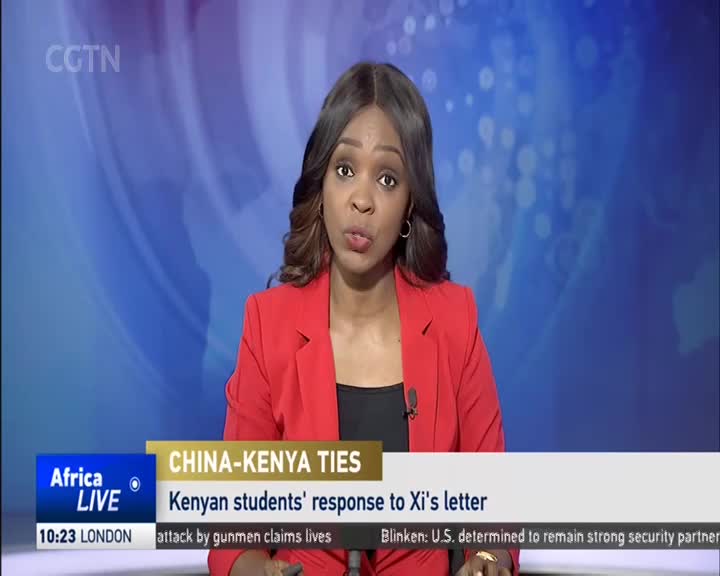 CGTN
CHINA-KENYA TIES
Africa
LIVE
Kenyan students' response to Xi's letter
10:23 LONDON
attack by gunmen claims lives Blinken: U.S. determined to remain strong security partner